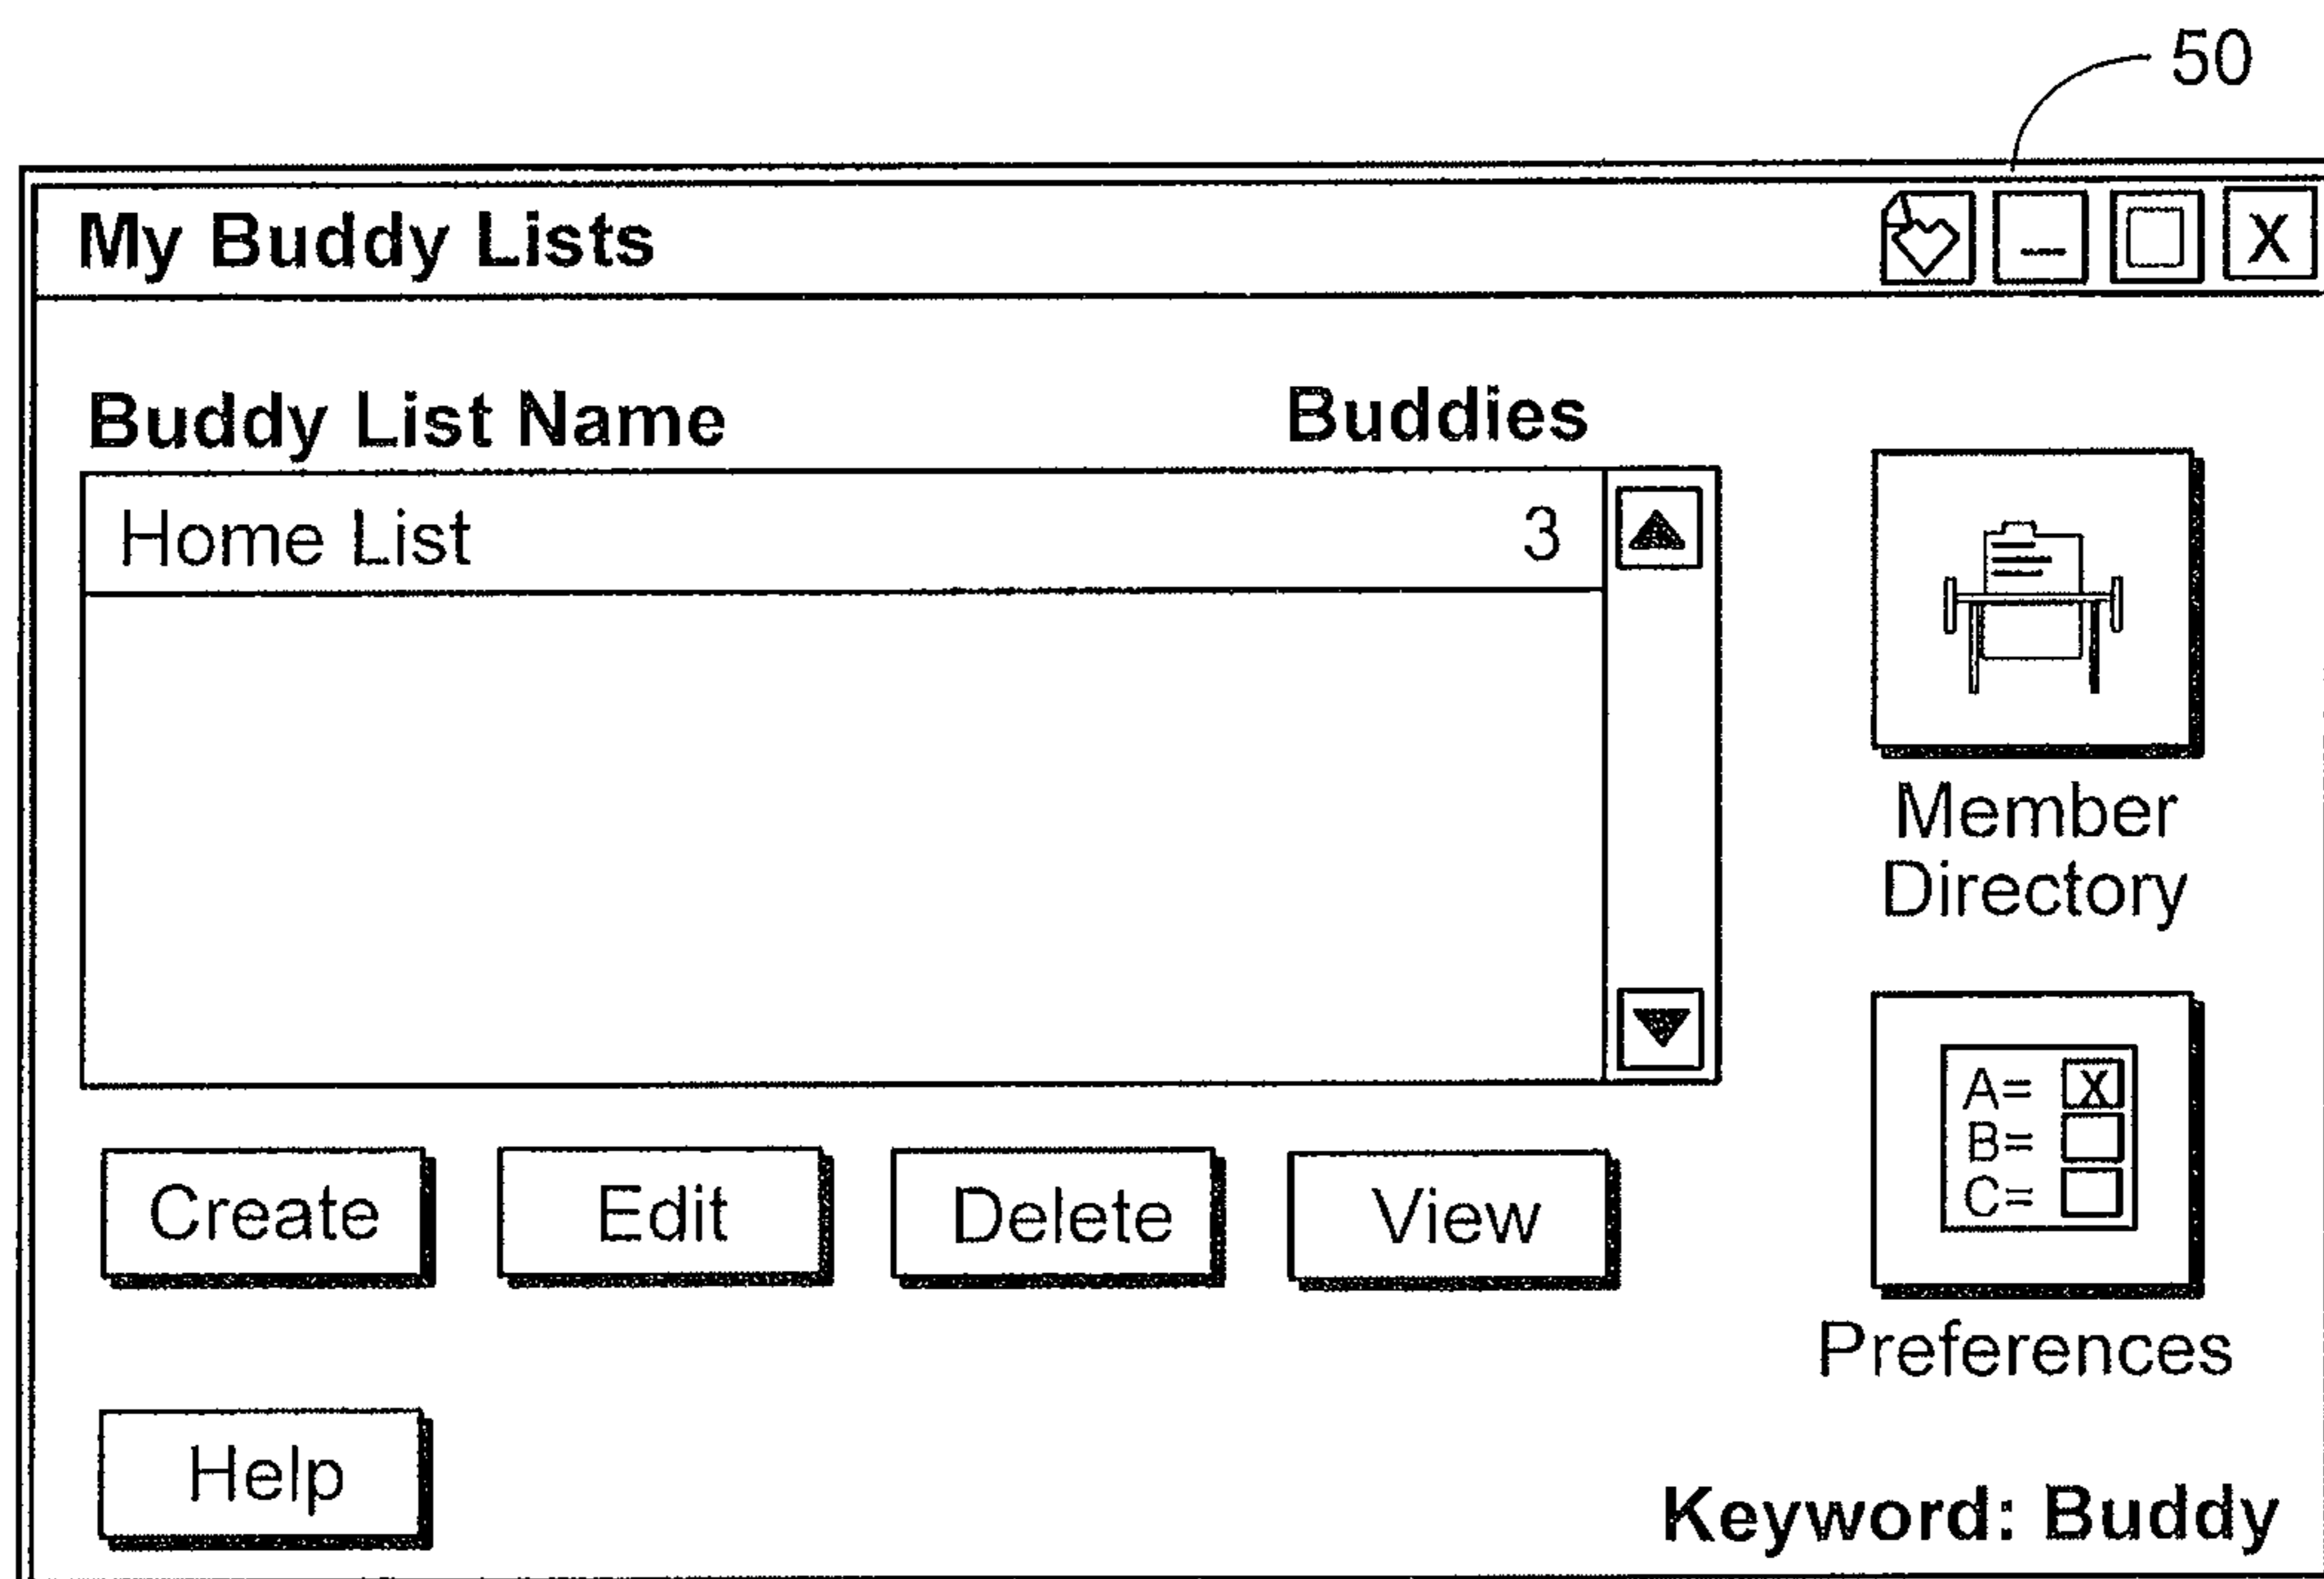 50
My Buddy Lists
X
Buddy List Name Buddies
Home List 3
Member
Directory
A= X
B=
C=
Create Edit Delete View
Preferences
Help
Keyword: Buddy